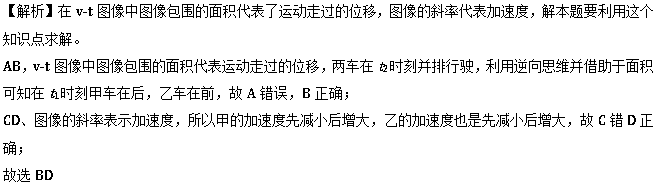 【解析】在 v-t 图像中图像包围的面积代表了运动走过的位移，图像的斜率代表加速度，解本题要利用这个
知识点求解。
AB，v-t 图像中图像包围的面积代表运动走过的位移，两车在 t₂时刻并排行驶，利用逆向思维并借助于面积
可知在 t₁时刻甲车在后，乙车在前，故 A 错误，B 正确；
CD、图像的斜率表示加速度，所以甲的加速度先减小后增大，乙的加速度也是先减小后增大，故 C 错 D 正
确；
故选 BD